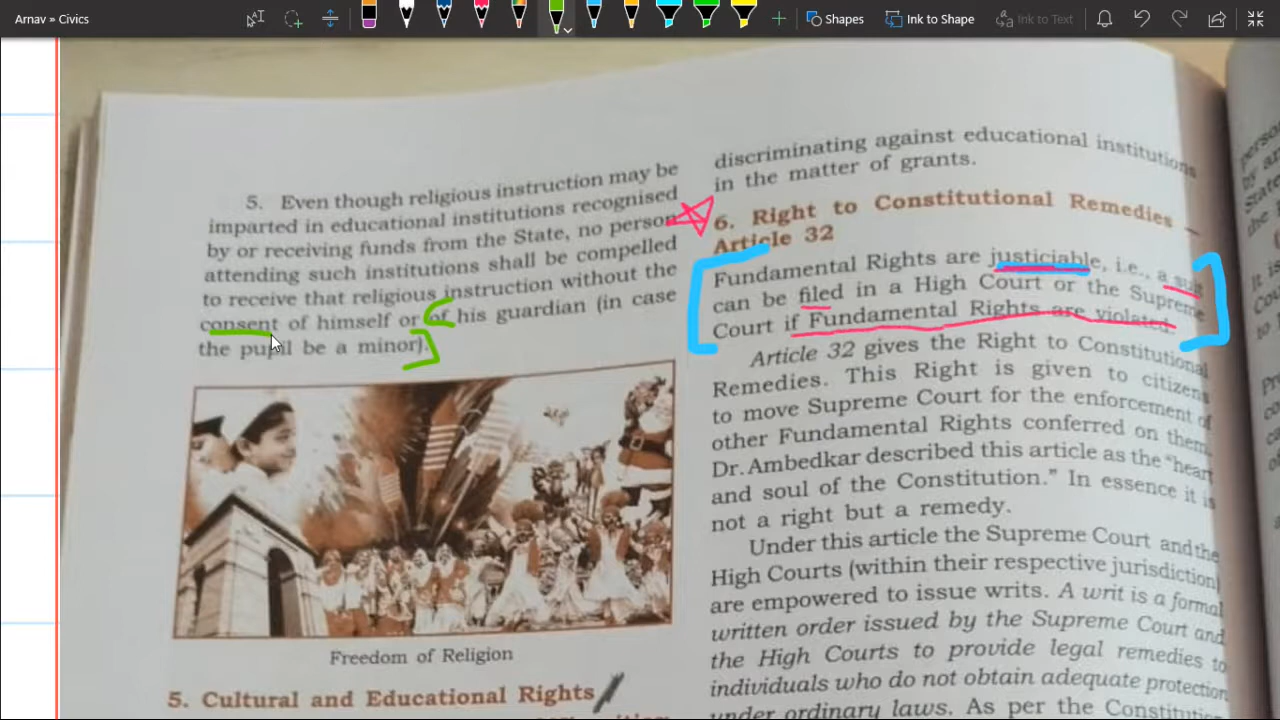 Arnav » Civics
Shapes
Ink to Shape
Ink to Text
5. Even though religious instruction may be
imparted in educational institutions recognised
by or receiving funds from the State, no person
attending such institutions shall be compelled
to receive that religious instruction without the
consent of himself or of his guardian (in case
the pupil be a minor).
Freedom of Religion
5. Cultural and Educational Rights
discriminating against educational institutions
in the matter of grants.
6. Right to Constitutional Remedies –
Article 32
Fundamental Rights are justiciable, i.e., a suit
can be filed in a High Court or the Supreme
Court if Fundamental Rights are violated.
Article 32 gives the Right to Constitutional
Remedies. This Right is given to citizens
to move Supreme Court for the enforcement of
other Fundamental Rights conferred on them.
Dr. Ambedkar described this article as the "heart
and soul of the Constitution." In essence it is
not a right but a remedy.
Under this article the Supreme Court and the
High Courts (within their respective jurisdiction)
are empowered to issue writs. A writ is a formal
written order issued by the Supreme Court and
the High Courts to provide legal remedies to
individuals who do not obtain adequate protection
under ordinary laws. As per the Constitution